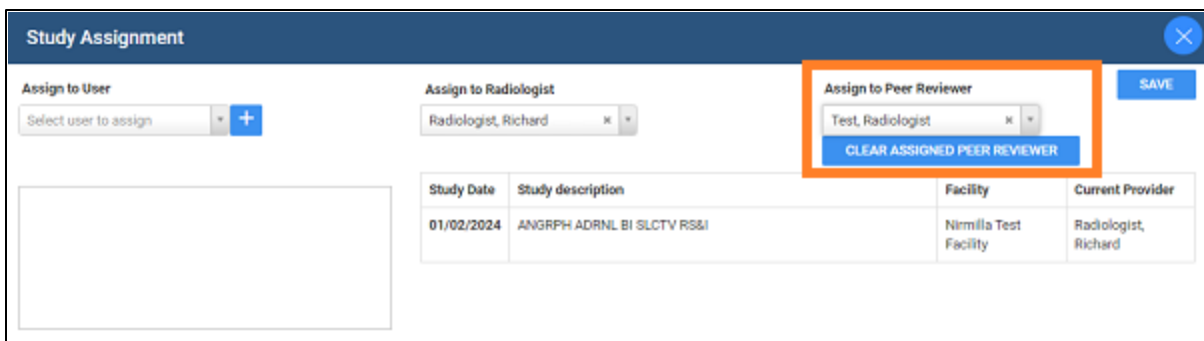 Study Assignment
Assign to User
Select user to assign
+
Assign to Radiologist
Radiologist, Richard
Assign to Peer Reviewer
Test, Radiologist
CLEAR ASSIGNED PEER REVIEWER
SAVE
Study Date Study description Facility Current Provider
01/02/2024 ANGRPH ADRNL BI SLCTV RS&I Nirmilla Test Radiologist,
Facility Richard